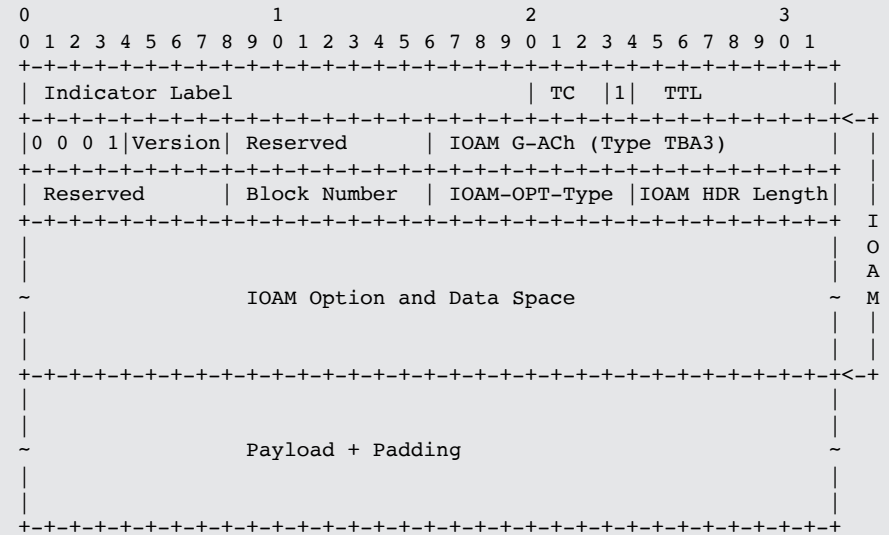 0                   1                   2                   3
0 1 2 3 4 5 6 7 8 9 0 1 2 3 4 5 6 7 8 9 0 1 2 3 4 5 6 7 8 9 0 1
+-+-+-+-+-+-+-+-+-+-+-+-+-+-+-+-+-+-+-+-+-+-+-+-+-+-+-+-+-+-+-+-+
| Indicator Label                       | TC  |1|  TTL          |
+-+-+-+-+-+-+-+-+-+-+-+-+-+-+-+-+-+-+-+-+-+-+-+-+-+-+-+-+-+-+-+-+<-+
|0 0 0 1|Version| Reserved      | IOAM G-ACh (Type TBA3)        |  |
+-+-+-+-+-+-+-+-+-+-+-+-+-+-+-+-+-+-+-+-+-+-+-+-+-+-+-+-+-+-+-+-+  |
| Reserved      | Block Number  | IOAM-OPT-Type |IOAM HDR Length|  |
+-+-+-+-+-+-+-+-+-+-+-+-+-+-+-+-+-+-+-+-+-+-+-+-+-+-+-+-+-+-+-+-+  I
|                                                               |  O
|                                                               |  A
~                 IOAM Option and Data Space                    ~  M
|                                                               |  |
|                                                               |  |
+-+-+-+-+-+-+-+-+-+-+-+-+-+-+-+-+-+-+-+-+-+-+-+-+-+-+-+-+-+-+-+-+<-+
|                                                               |
|                                                               |
~                 Payload + Padding                             ~
|                                                               |
|                                                               |
+-+-+-+-+-+-+-+-+-+-+-+-+-+-+-+-+-+-+-+-+-+-+-+-+-+-+-+-+-+-+-+-+